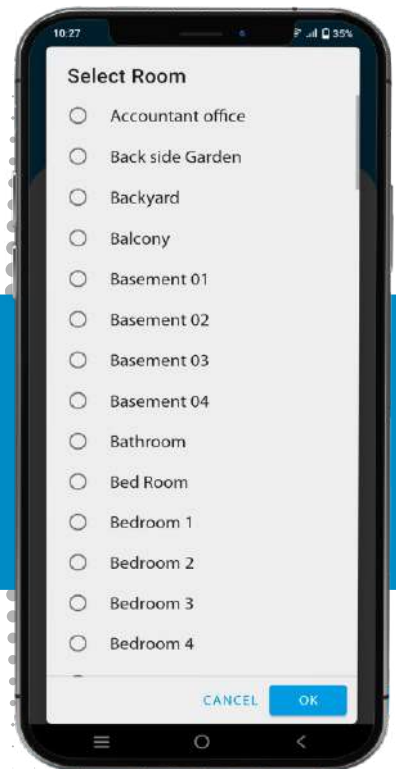 10:27
35%
Select Room
Accountant office
Back side Garden
Backyard
Balcony
Basement 01
Basement 02
Basement 03
Basement 04
Bathroom
Bed Room
Bedroom 1
Bedroom 2
Bedroom 3
Bedroom 4
CANCEL
OK